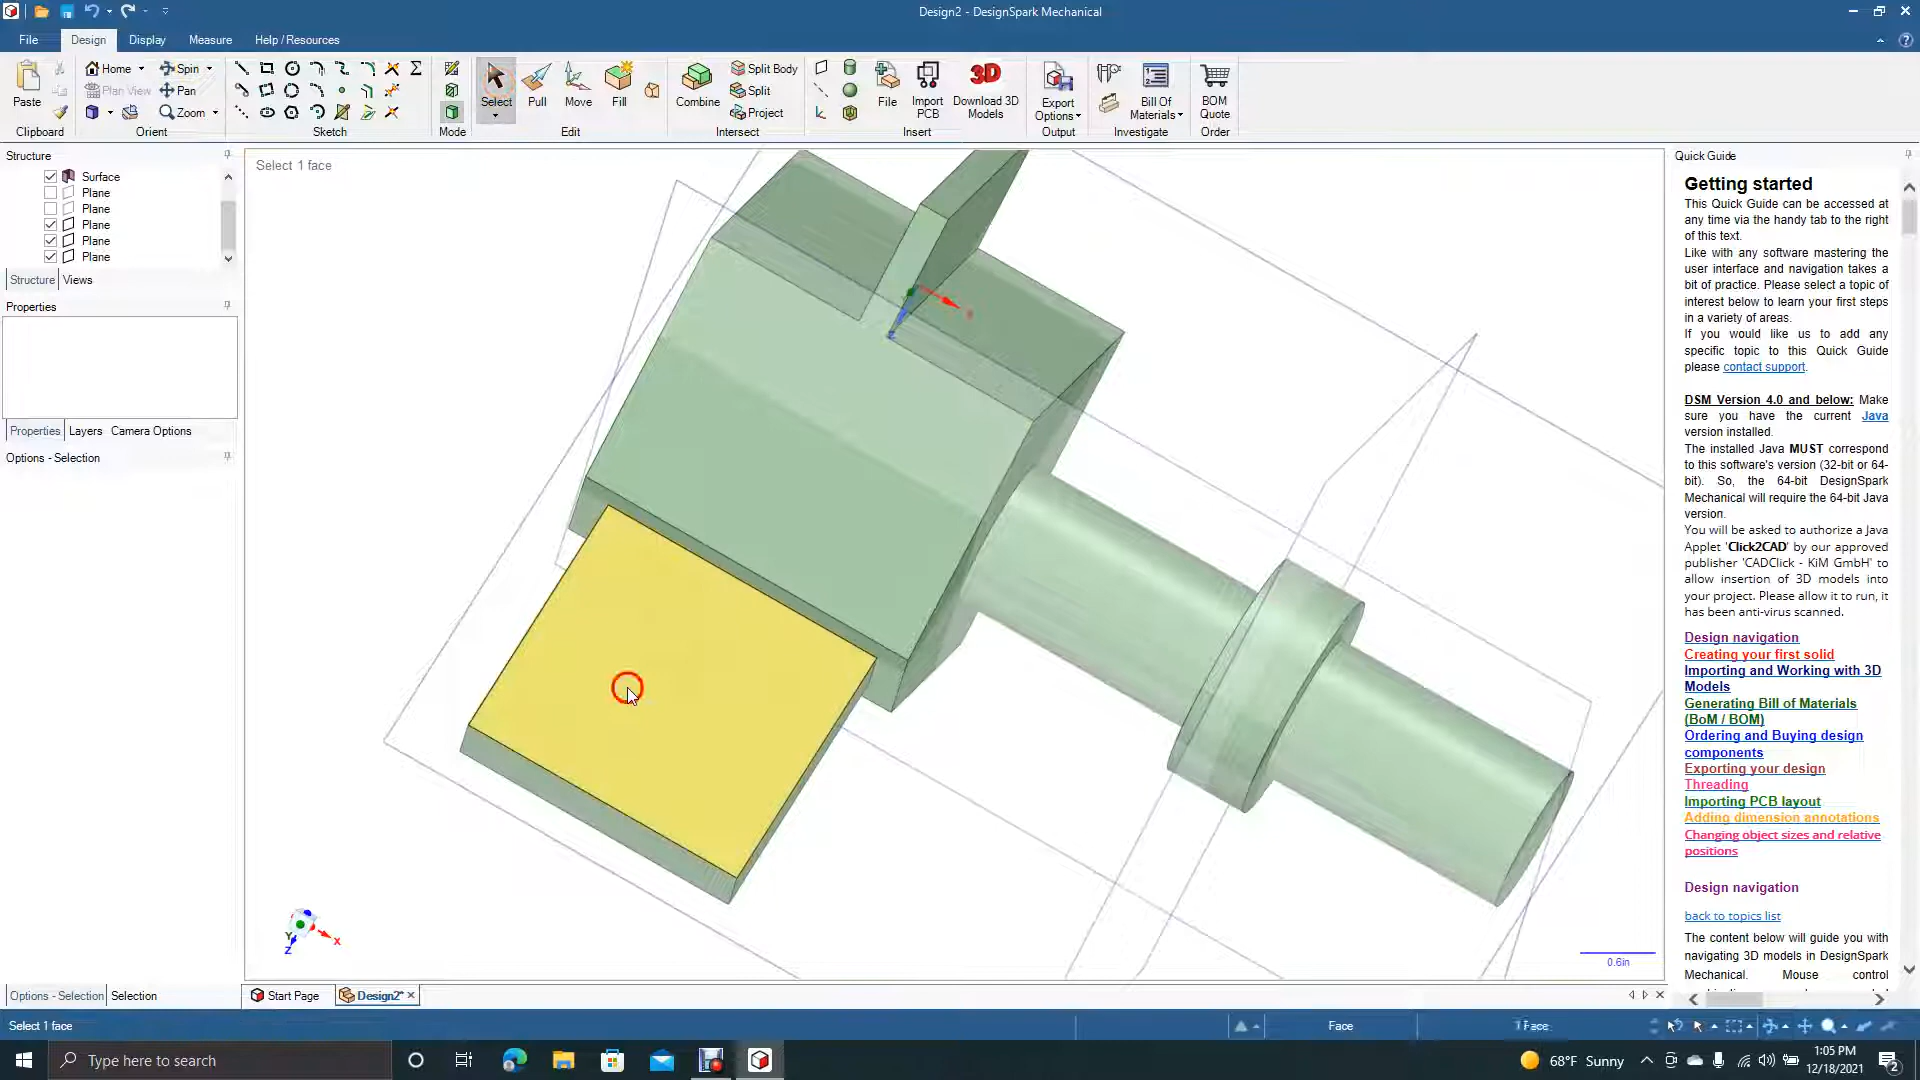 Design2 - DesignSpark Mechanical
File Design Display Measure Help / Resources
Paste
Clipboard
Home Spin
Plan View Pan
Zoom
Orient
Sketch
Mode
Select Pull Move Fill
Edit
Combine
Split Body
Split
Project
Intersect
File
Import PCB
Download 3D Models
Insert
Export Options
Output
Bill Of Materials
Investigate
BOM Quote
Order
Structure
Surface
Plane
Plane
Plane
Plane
Plane
Structure Views
Properties
Properties Layers Camera Options
Options - Selection
Options - Selection Selection
Select 1 face
X
Y
Z
0.6in
Start Page Design2*
Quick Guide
Getting started
This Quick Guide can be accessed at
any time via the handy tab to the right
of this text.
Like with any software mastering the
user interface and navigation takes a
bit of practice. Please select a topic of
interest below to learn your first steps
in a variety of areas.
If you would like us to add any
specific topic to this Quick Guide
please contact support.
DSM Version 4.0 and below: Make
sure you have the current Java
version installed.
The installed Java MUST correspond
to this software's version (32-bit or 64-
bit). So, the 64-bit DesignSpark
Mechanical will require the 64-bit Java
version.
You will be asked to authorize a Java
Applet 'Click2CAD' by our approved
publisher 'CADClick - KiM GmbH' to
allow insertion of 3D models into
your project. Please allow it to run, it
has been anti-virus scanned.
Design navigation
Creating your first solid
Importing and Working with 3D
Models
Generating Bill of Materials
(BoM / BOM)
Ordering and Buying design
components
Exporting your design
Threading
Importing PCB layout
Adding dimension annotations
Changing object sizes and relative
positions
Design navigation
back to topics list
The content below will guide you with
navigating 3D models in DesignSpark
Mechanical. Mouse control
Select 1 face
Face
1 Face
Type here to search
68°F Sunny
1:05 PM
12/18/2021
2